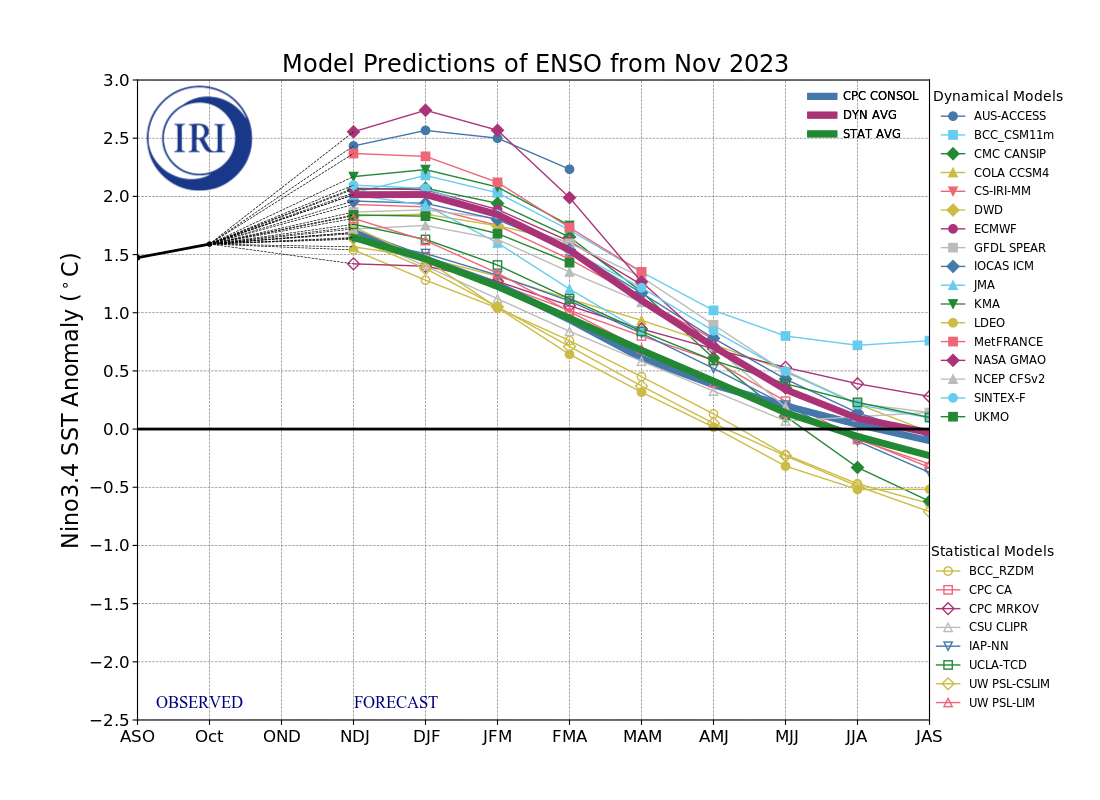 Model Predictions of ENSO from Nov 2023
IRI
CPC CONSOL
DYN AVG
STAT AVG
Nino3.4 SST Anomaly (°C)
3.0
2.5
2.0
1.5
1.0
0.5
0.0
−0.5
−1.0
−1.5
−2.0
−2.5
OBSERVED
FORECAST
ASO Oct OND NDJ DJF JFM FMA MAM AMJ MJJ JJA JAS
Dynamical Models
AUS-ACCESS
BCC_CSM11m
CMC CANSIP
COLA CCSM4
CS-IRI-MM
DWD
ECMWF
GFDL SPEAR
IOCAS ICM
JMA
KMA
LDEO
MetFRANCE
NASA GMAO
NCEP CFSv2
SINTEX-F
UKMO
Statistical Models
BCC_RZDM
CPC CA
CPC MRKOV
CSU CLIPR
IAP-NN
UCLA-TCD
UW PSL-CSLIM
UW PSL-LIM